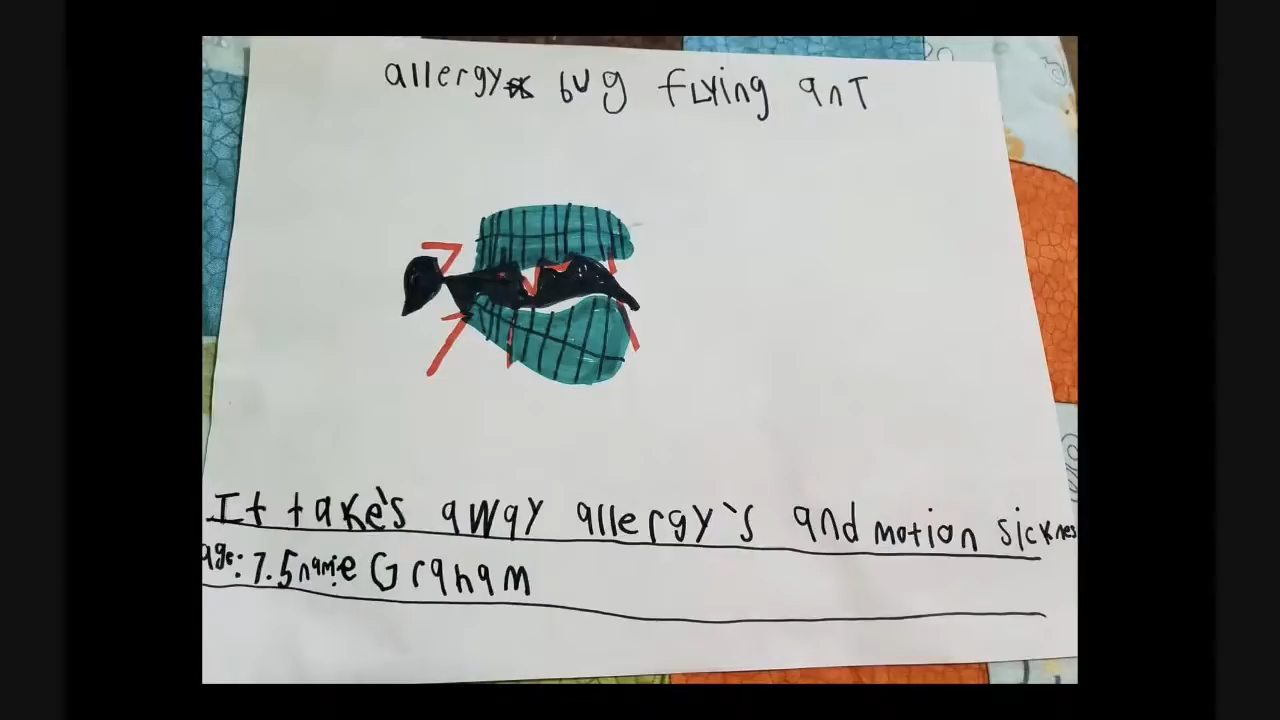 allergy bug flying ant
It take's away allergy's and motion sicknes
age: 7.5 name Graham